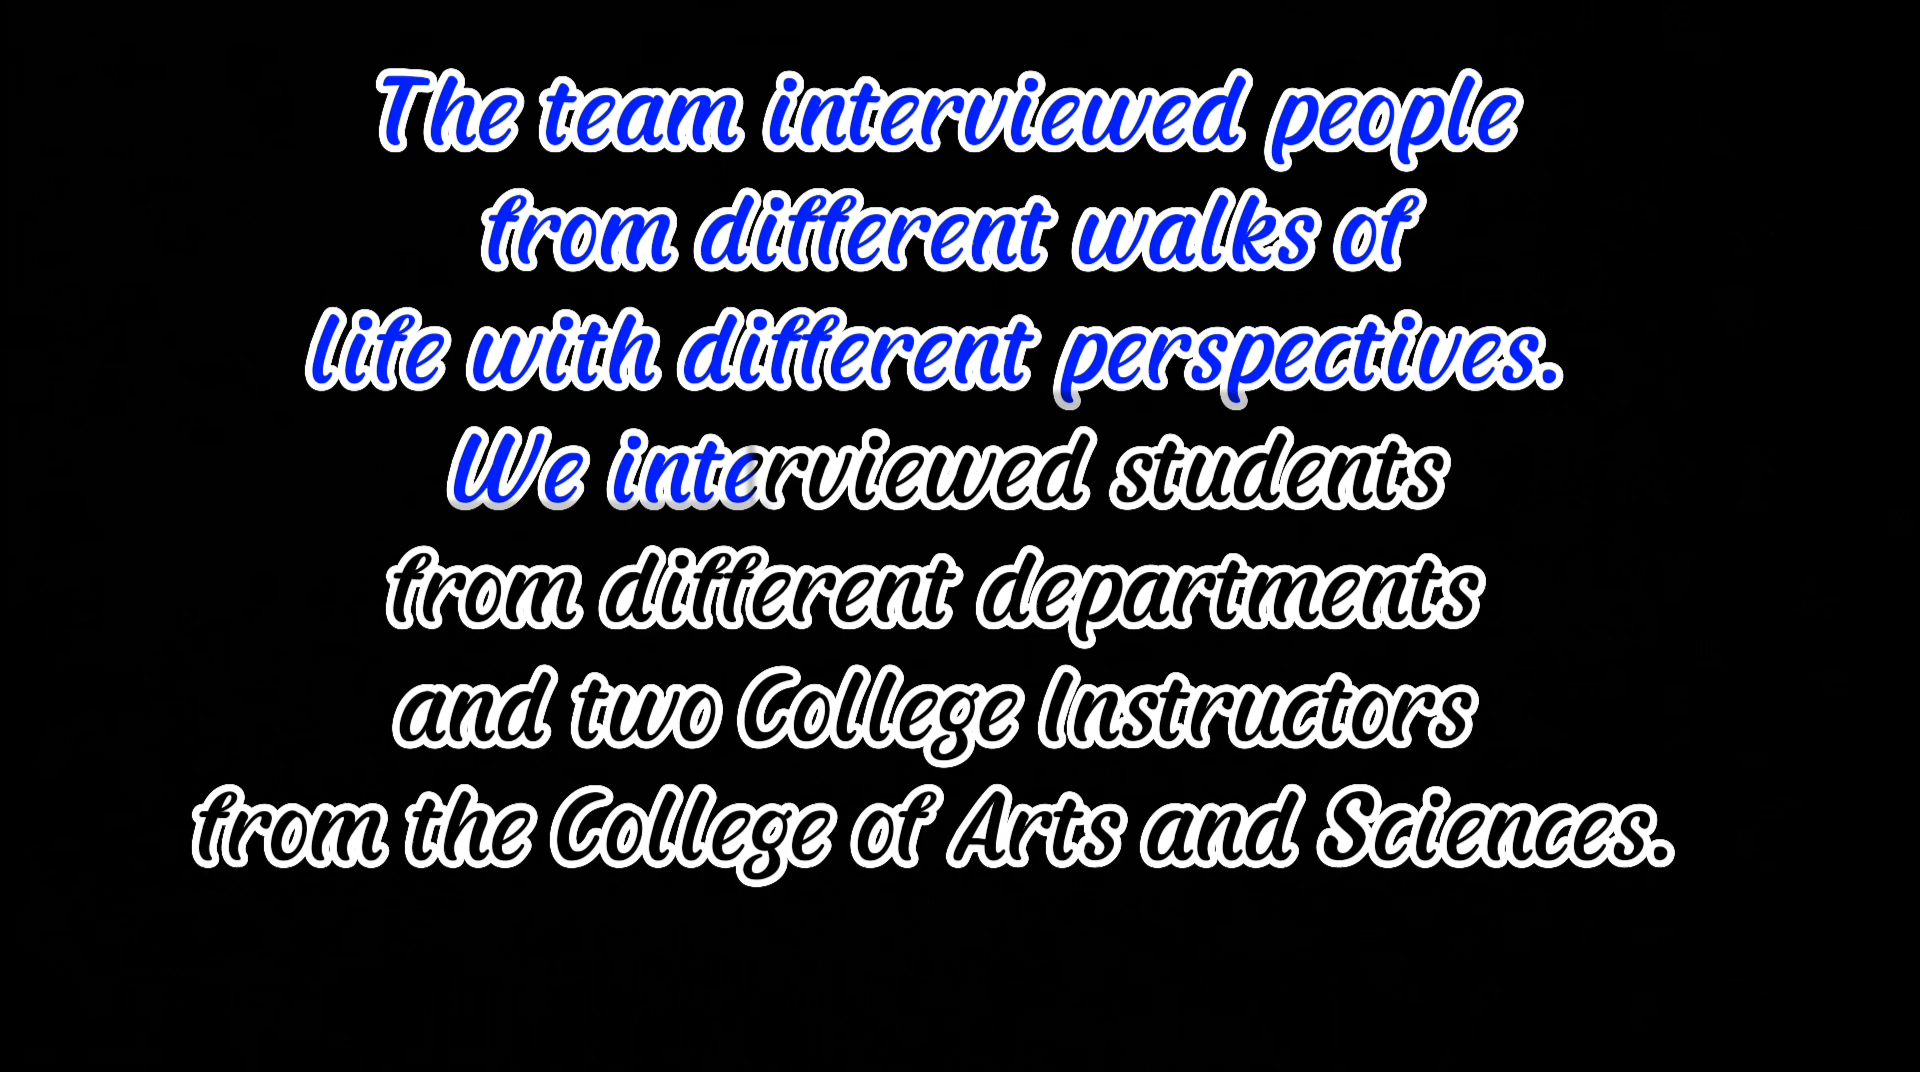 The team interviewed people
from different walks of
life with different perspectives.
We interviewed students
from different departments
and two College Instructors
from the College of Arts and Sciences.